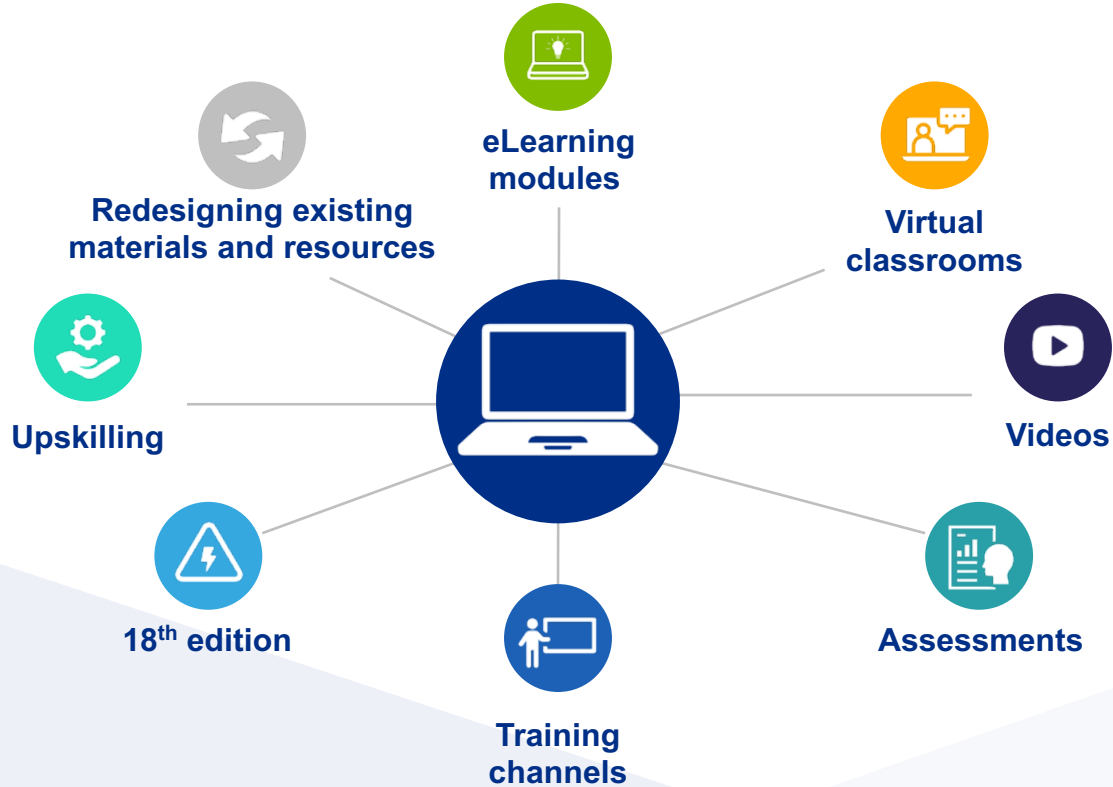 eLearning
modules
Redesigning existing
materials and resources
Virtual
classrooms
Upskilling
Videos
18th edition
Assessments
Training
channels